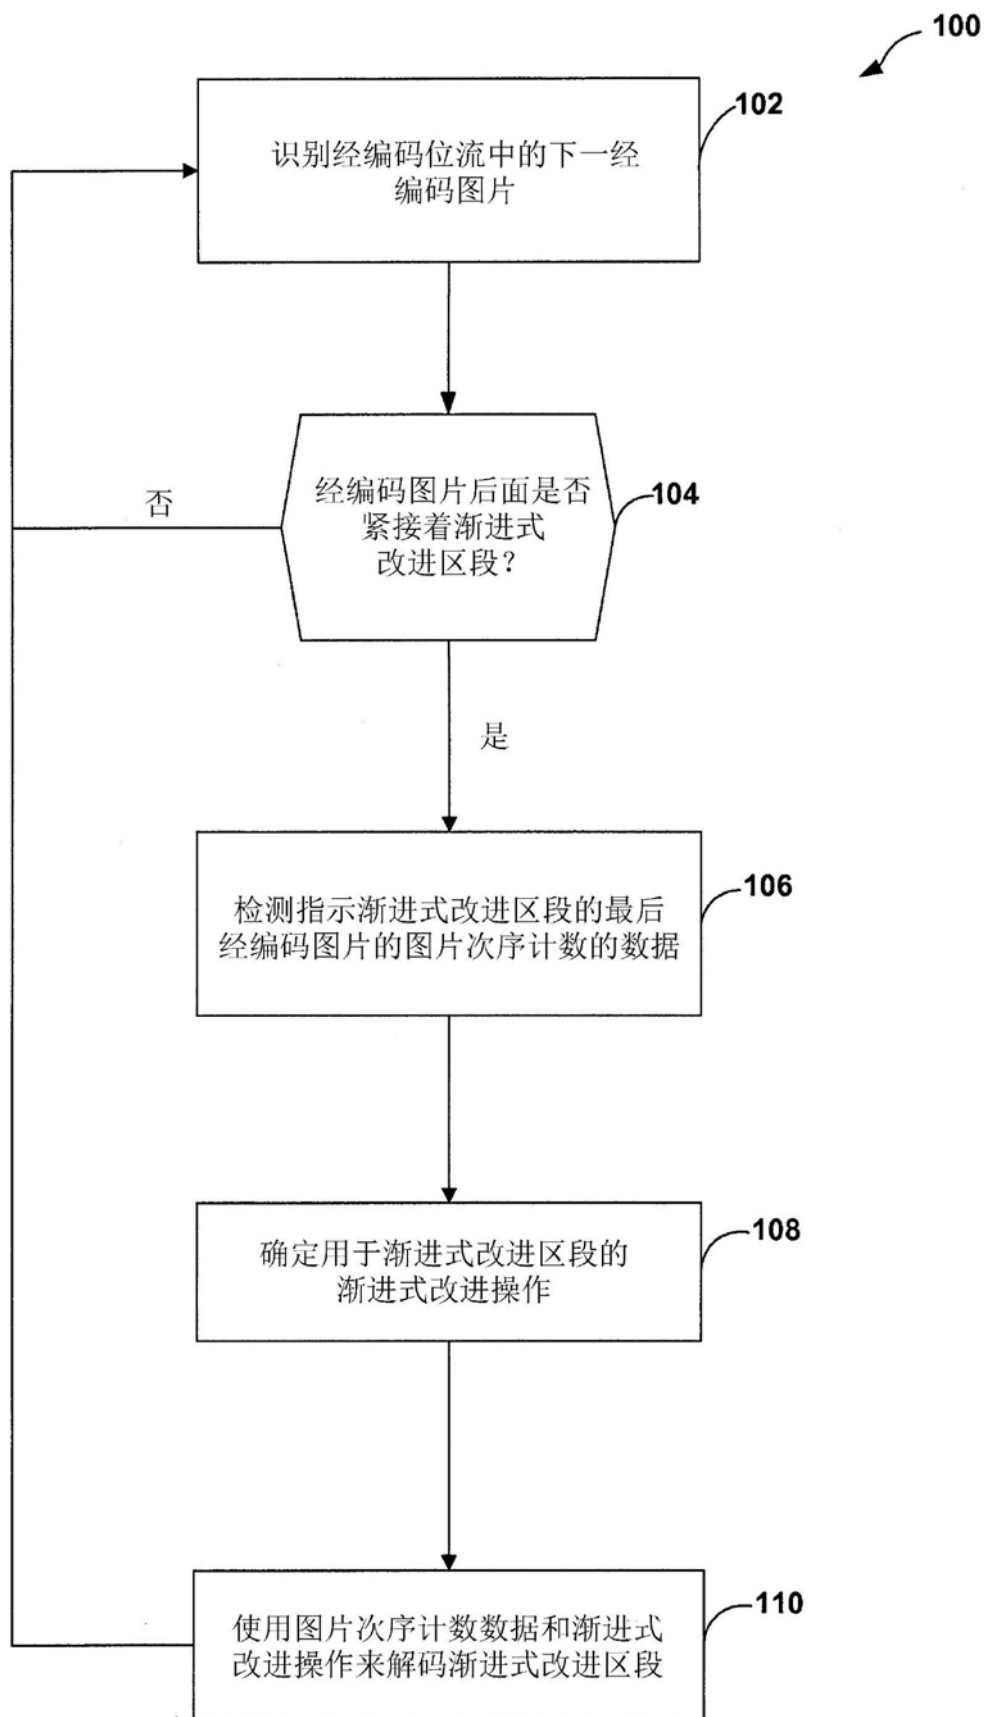 100
102
识别经编码位流中的下一经
编码图片
104
经编码图片后面是否
紧接着渐进式
改进区段？
否
是
106
检测指示渐进式改进区段的最后
经编码图片的图片次序计数的数据
108
确定用于渐进式改进区段的
渐进式改进操作
110
使用图片次序计数数据和渐进式
改进操作来解码渐进式改进区段